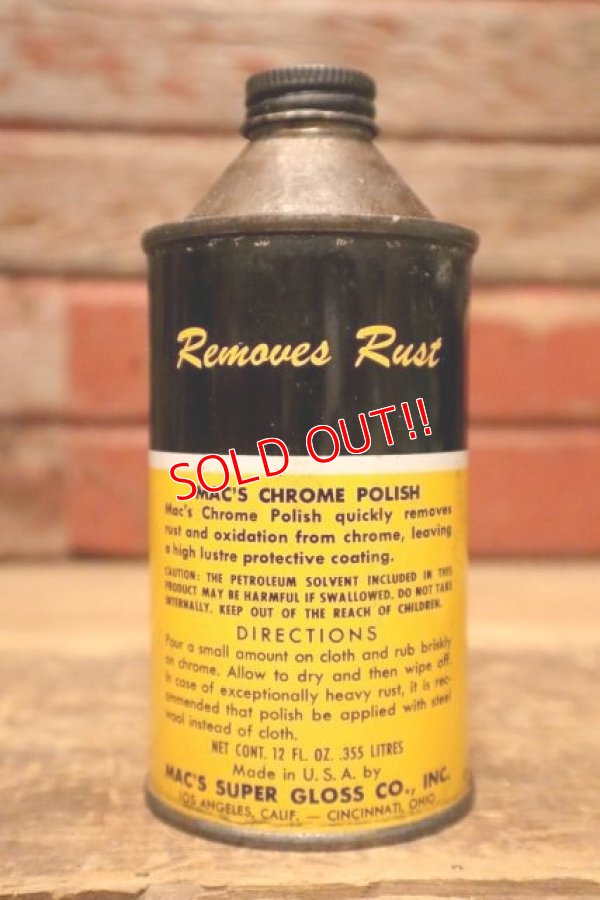 Removes Rust
SOLD OUT!!
MAC'S CHROME POLISH
Mac's Chrome Polish quickly removes
rust and oxidation from chrome, leaving
a high lustre protective coating.
CAUTION: THE PETROLEUM SOLVENT INCLUDED IN THIS
PRODUCT MAY BE HARMFUL IF SWALLOWED. DO NOT TAKE
INTERNALLY. KEEP OUT OF THE REACH OF CHILDREN.
DIRECTIONS
Pour a small amount on cloth and rub briskly
on chrome. Allow to dry and then wipe off.
In case of exceptionally heavy rust, it is rec-
ommended that polish be applied with steel
wool instead of cloth.
NET CONT. 12 FL. OZ. .355 LITRES
Made in U.S.A. by
MAC'S SUPER GLOSS CO., INC.
LOS ANGELES, CALIF. — CINCINNATI, OHIO